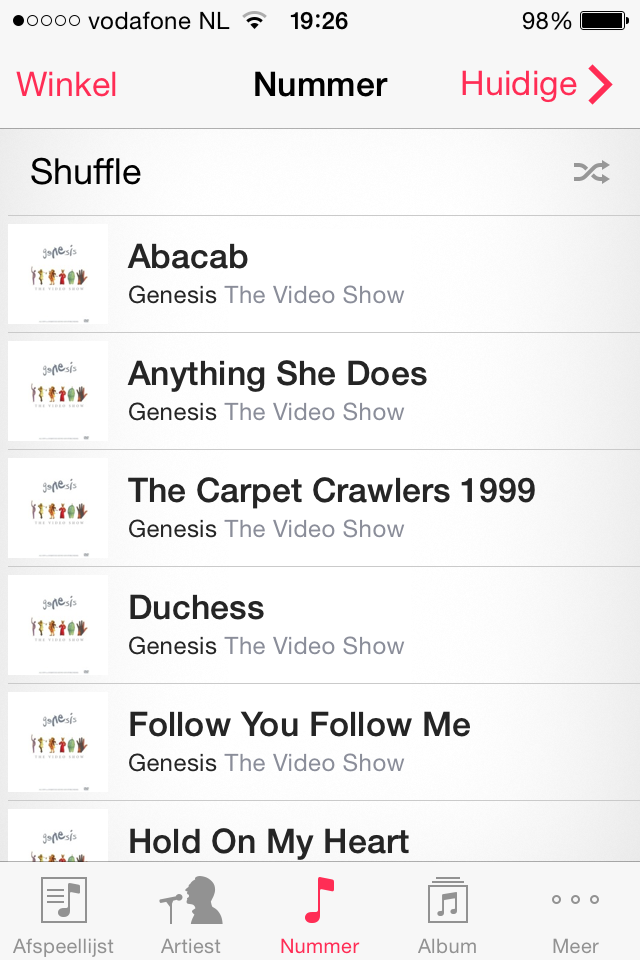 vodafone NL 19:26 98%
Winkel Nummer Huidige
Shuffle
genesis
THE VIDEO SHOW
Abacab
Genesis The Video Show
genesis
THE VIDEO SHOW
Anything She Does
Genesis The Video Show
genesis
THE VIDEO SHOW
The Carpet Crawlers 1999
Genesis The Video Show
genesis
THE VIDEO SHOW
Duchess
Genesis The Video Show
genesis
THE VIDEO SHOW
Follow You Follow Me
Genesis The Video Show
genesis
Hold On My Heart
Afspeellijst Artiest Nummer Album Meer